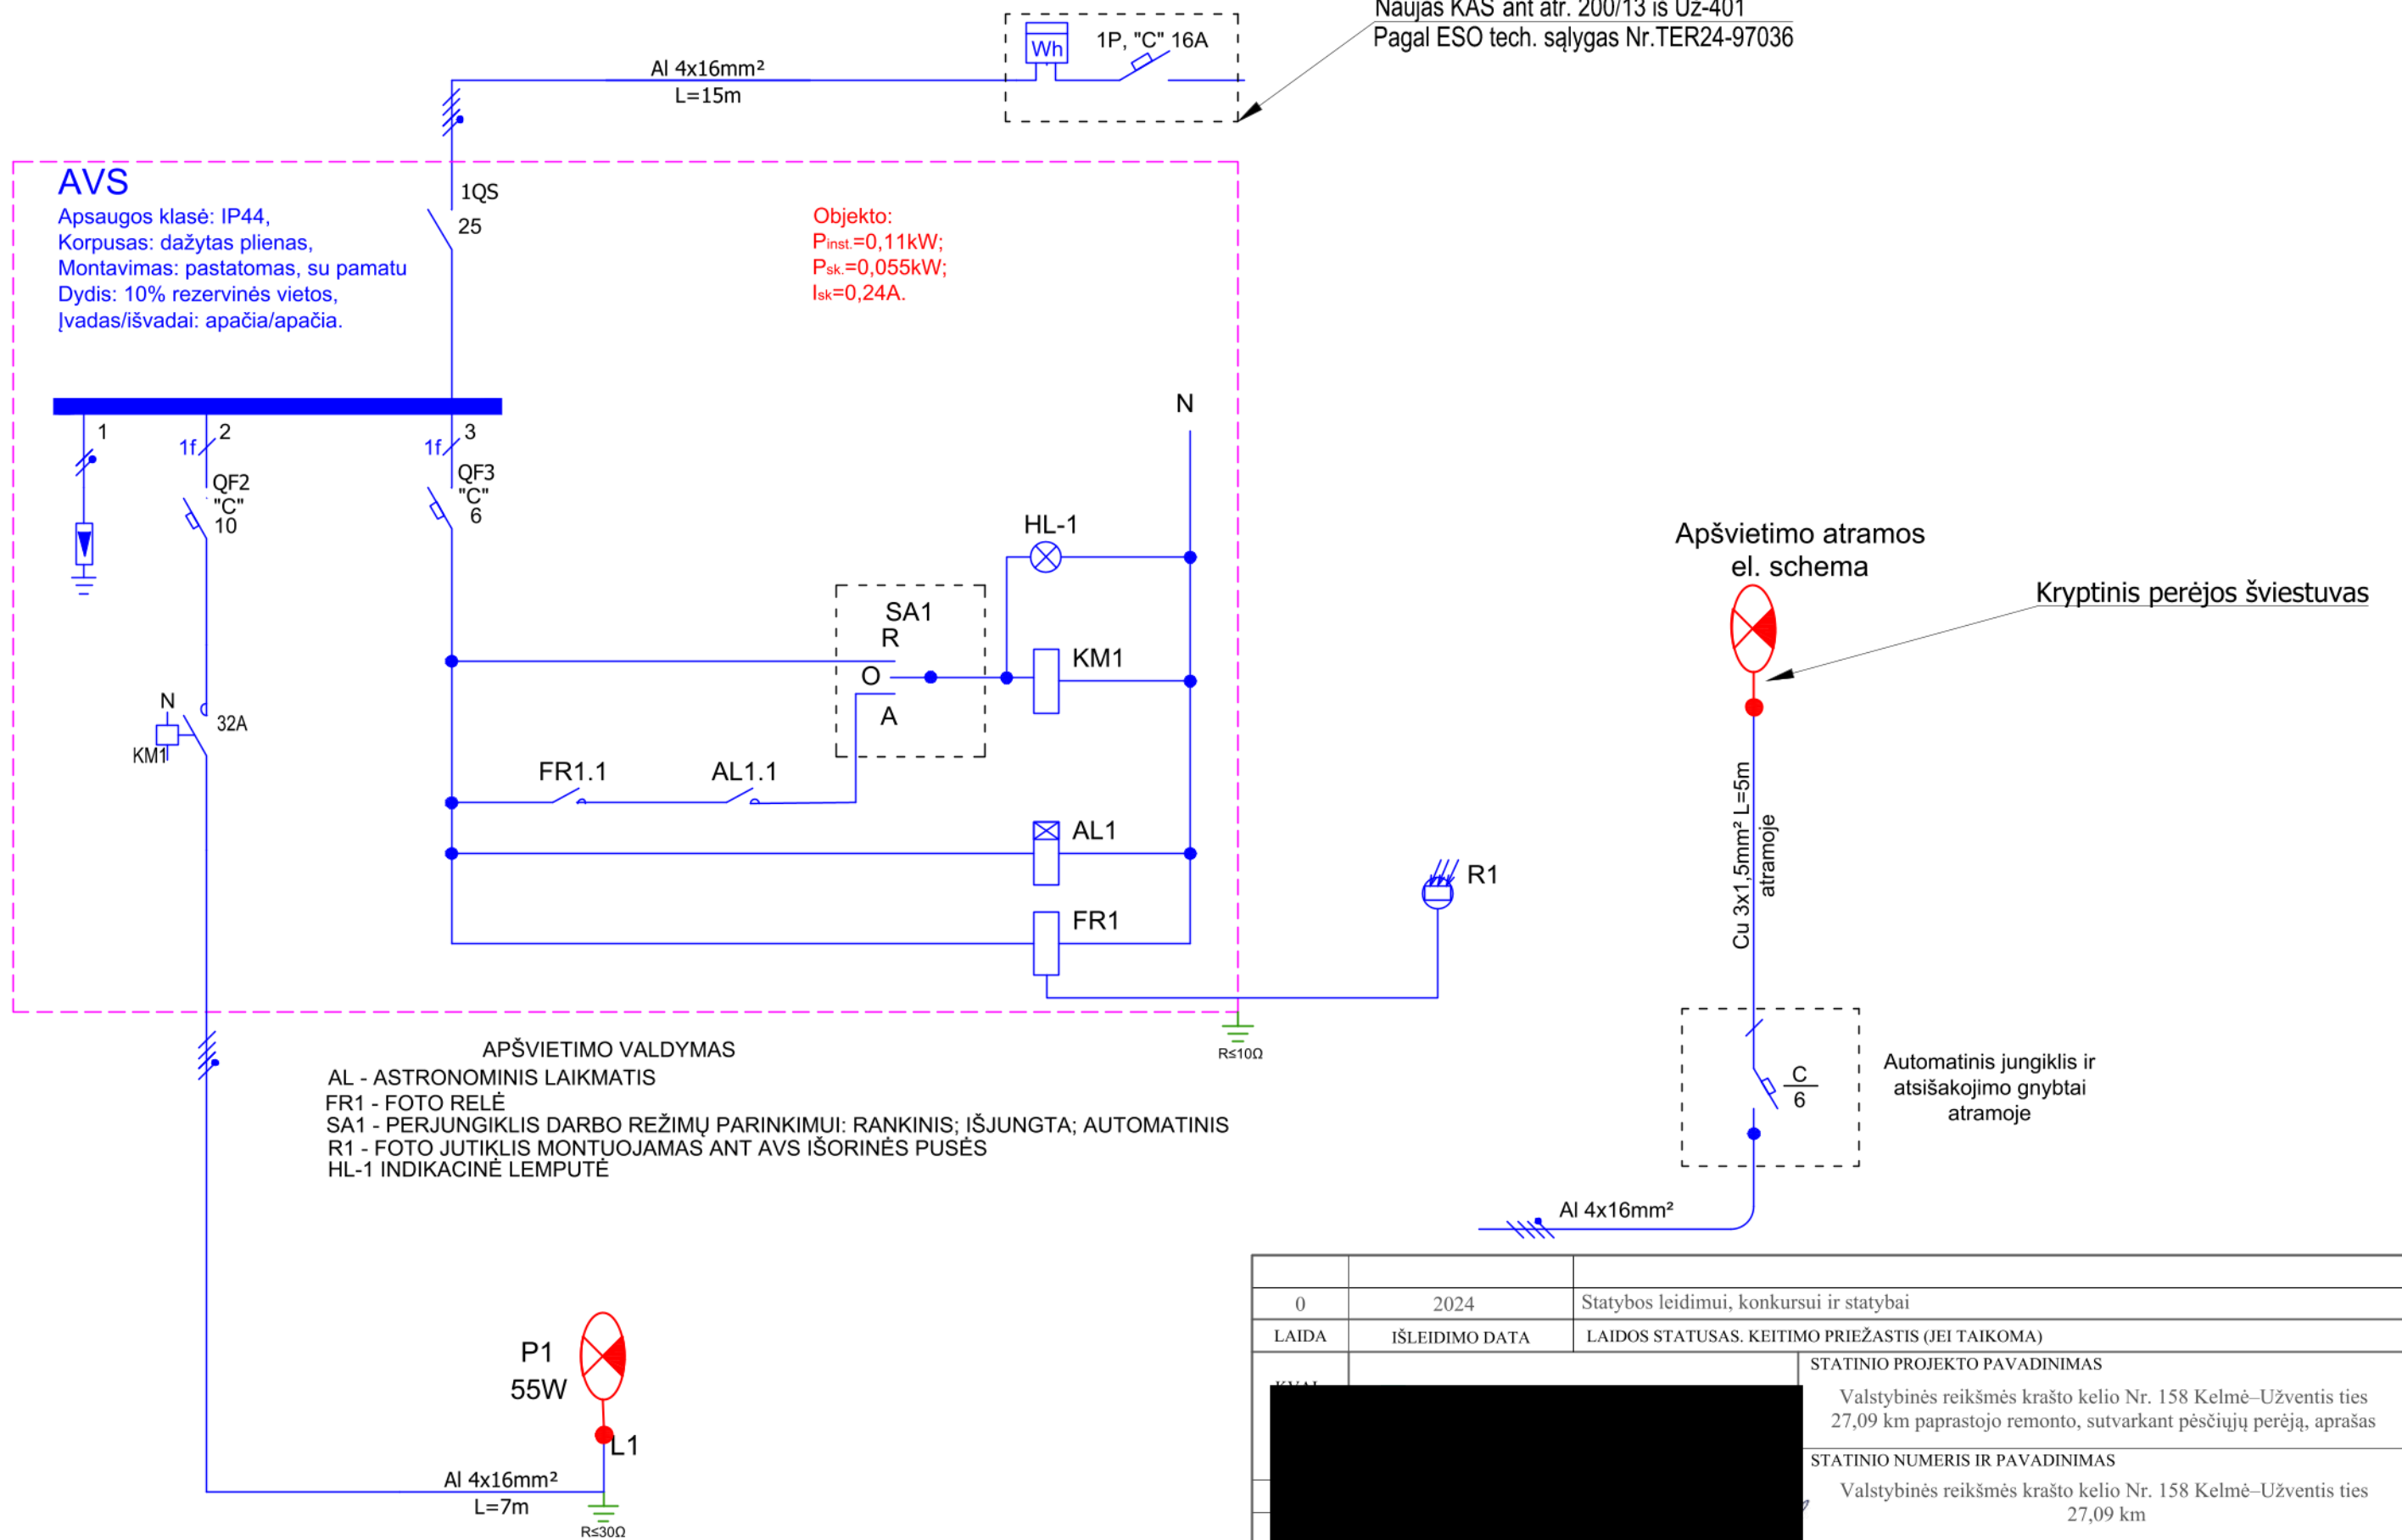 Naujas KAS ant atr. 200/13 iš Už-401
Pagal ESO tech. sąlygas Nr.TER24-97036
Wh
1P, "C" 16A
Al 4x16mm²
L=15m
AVS
Apsaugos klasė: IP44,
Korpusas: dažytas plienas,
Montavimas: pastatomas, su pamatu
Dydis: 10% rezervinės vietos,
Įvadas/išvadai: apačia/apačia.
1QS
25
Objekto:
Pinst.=0,11kW;
Psk.=0,055kW;
Isk=0,24A.
N
1
1f
2
1f
3
QF2
"C"
10
QF3
"C"
6
HL-1
SA1
R
O
A
KM1
N
32A
KM1
FR1.1
AL1.1
AL1
FR1
R1
R≤10Ω
Apšvietimo atramos
el. schema
Kryptinis perėjos šviestuvas
Cu 3x1,5mm² L=5m
atramoje
C
6
Automatinis jungiklis ir
atsišakojimo gnybtai
atramoje
Al 4x16mm²
APŠVIETIMO VALDYMAS
AL - ASTRONOMINIS LAIKMATIS
FR1 - FOTO RELĖ
SA1 - PERJUNGIKLIS DARBO REŽIMŲ PARINKIMUI: RANKINIS; IŠJUNGTA; AUTOMATINIS
R1 - FOTO JUTIKLIS MONTUOJAMAS ANT AVS IŠORINĖS PUSĖS
HL-1 INDIKACINĖ LEMPUTĖ
P1
55W
L1
Al 4x16mm²
L=7m
R≤30Ω
0
2024
Statybos leidimui, konkursui ir statybai
LAIDA
IŠLEIDIMO DATA
LAIDOS STATUSAS. KEITIMO PRIEŽASTIS (JEI TAIKOMA)
STATINIO PROJEKTO PAVADINIMAS
Valstybinės reikšmės krašto kelio Nr. 158 Kelmė–Užventis ties
27,09 km paprastojo remonto, sutvarkant pėsčiųjų perėją, aprašas
STATINIO NUMERIS IR PAVADINIMAS
Valstybinės reikšmės krašto kelio Nr. 158 Kelmė–Užventis ties
27,09 km